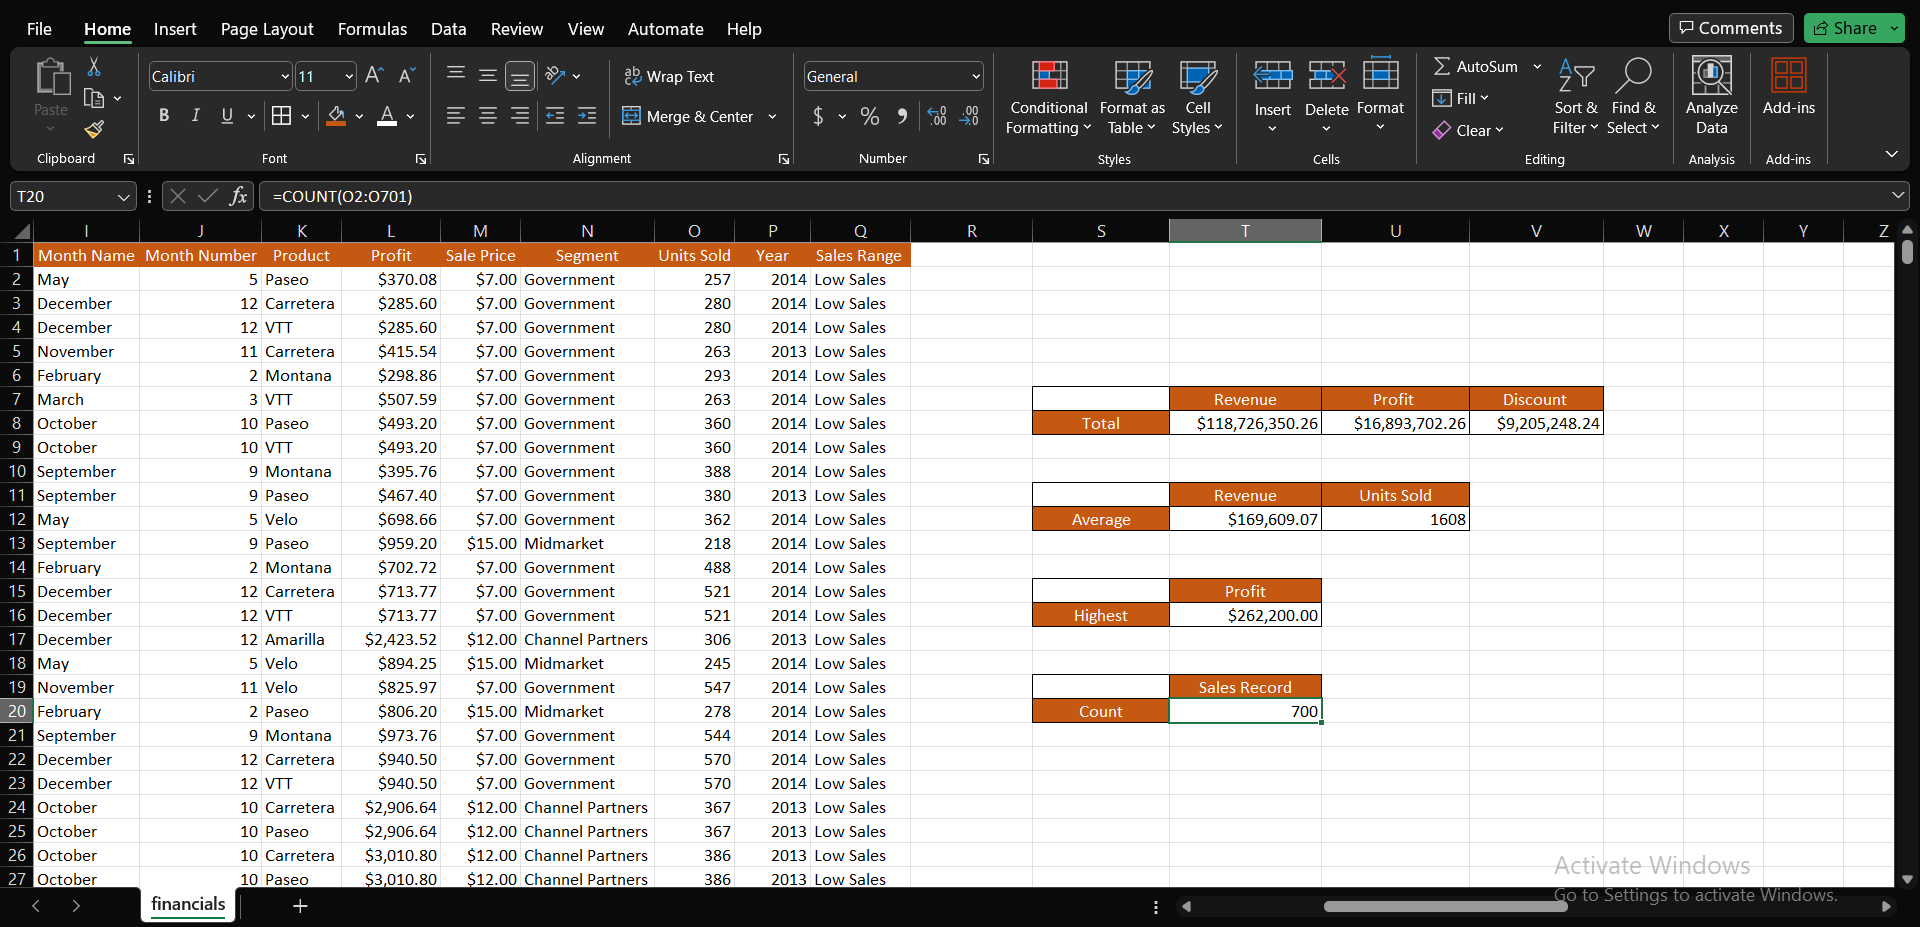 File Home Insert Page Layout Formulas Data Review View Automate Help Comments Share
Paste Calibri 11 Wrap Text General Conditional Formatting Format as Table Cell Styles Insert Delete Format AutoSum Fill Clear Sort & Filter Find & Select Analyze Data Add-ins
B I U Merge & Center $ %
Clipboard Font Alignment Number Styles Cells Editing Analysis Add-ins
T20 fx =COUNT(O2:O701)
I J K L M N O P Q R S T U V W X Y Z
1 Month Name Month Number Product Profit Sale Price Segment Units Sold Year Sales Range
2 May 5 Paseo $370.08 $7.00 Government 257 2014 Low Sales
3 December 12 Carretera $285.60 $7.00 Government 280 2014 Low Sales
4 December 12 VTT $285.60 $7.00 Government 280 2014 Low Sales
5 November 11 Carretera $415.54 $7.00 Government 263 2013 Low Sales
6 February 2 Montana $298.86 $7.00 Government 293 2014 Low Sales
7 March 3 VTT $507.59 $7.00 Government 263 2014 Low Sales Revenue Profit Discount
8 October 10 Paseo $493.20 $7.00 Government 360 2014 Low Sales Total $118,726,350.26 $16,893,702.26 $9,205,248.24
9 October 10 VTT $493.20 $7.00 Government 360 2014 Low Sales
10 September 9 Montana $395.76 $7.00 Government 388 2014 Low Sales
11 September 9 Paseo $467.40 $7.00 Government 380 2013 Low Sales Revenue Units Sold
12 May 5 Velo $698.66 $7.00 Government 362 2014 Low Sales Average $169,609.07 1608
13 September 9 Paseo $959.20 $15.00 Midmarket 218 2014 Low Sales
14 February 2 Montana $702.72 $7.00 Government 488 2014 Low Sales
15 December 12 Carretera $713.77 $7.00 Government 521 2014 Low Sales Profit
16 December 12 VTT $713.77 $7.00 Government 521 2014 Low Sales Highest $262,200.00
17 December 12 Amarilla $2,423.52 $12.00 Channel Partners 306 2013 Low Sales
18 May 5 Velo $894.25 $15.00 Midmarket 245 2014 Low Sales
19 November 11 Velo $825.97 $7.00 Government 547 2014 Low Sales Sales Record
20 February 2 Paseo $806.20 $15.00 Midmarket 278 2014 Low Sales Count 700
21 September 9 Montana $973.76 $7.00 Government 544 2014 Low Sales
22 December 12 Carretera $940.50 $7.00 Government 570 2014 Low Sales
23 December 12 VTT $940.50 $7.00 Government 570 2014 Low Sales
24 October 10 Carretera $2,906.64 $12.00 Channel Partners 367 2013 Low Sales
25 October 10 Paseo $2,906.64 $12.00 Channel Partners 367 2013 Low Sales
26 October 10 Carretera $3,010.80 $12.00 Channel Partners 386 2013 Low Sales
27 October 10 Paseo $3,010.80 $12.00 Channel Partners 386 2013 Low Sales
Activate Windows
Go to Settings to activate Windows.
financials